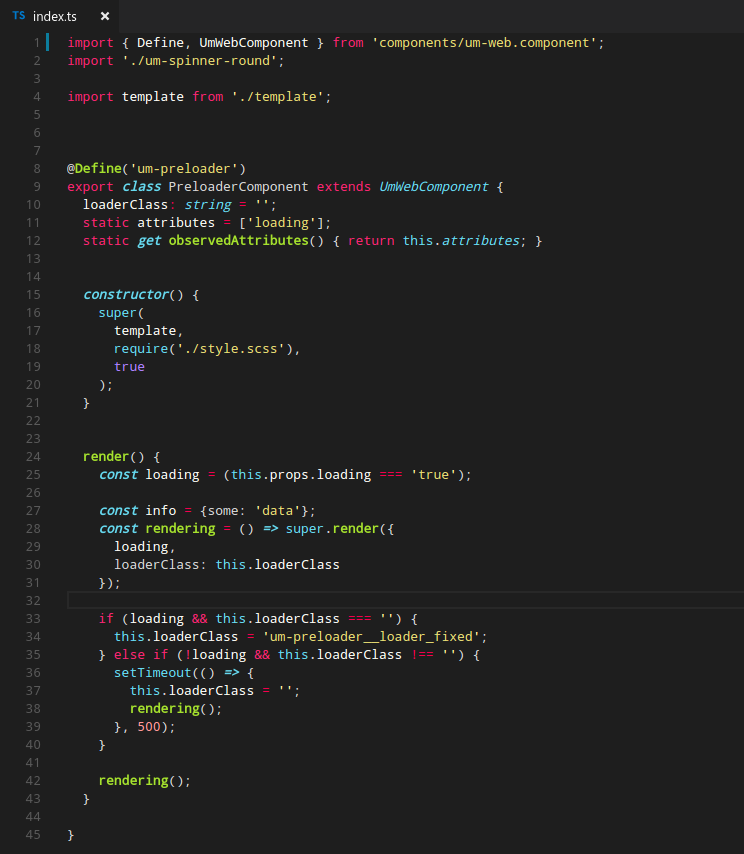 TS index.ts ×
1 import { Define, UmWebComponent } from 'components/um-web.component';
2 import './um-spinner-round';
3
4 import template from './template';
5
6
7
8 @Define('um-preloader')
9 export class PreloaderComponent extends UmWebComponent {
10   loaderClass: string = '';
11   static attributes = ['loading'];
12   static get observedAttributes() { return this.attributes; }
13
14
15   constructor() {
16     super(
17       template,
18       require('./style.scss'),
19       true
20     );
21   }
22
23
24   render() {
25     const loading = (this.props.loading === 'true');
26
27     const info = {some: 'data'};
28     const rendering = () => super.render({
29       loading,
30       loaderClass: this.loaderClass
31     });
32
33     if (loading && this.loaderClass === '') {
34       this.loaderClass = 'um-preloader__loader_fixed';
35     } else if (!loading && this.loaderClass !== '') {
36       setTimeout(() => {
37         this.loaderClass = '';
38         rendering();
39       }, 500);
40     }
41
42     rendering();
43   }
44
45 }